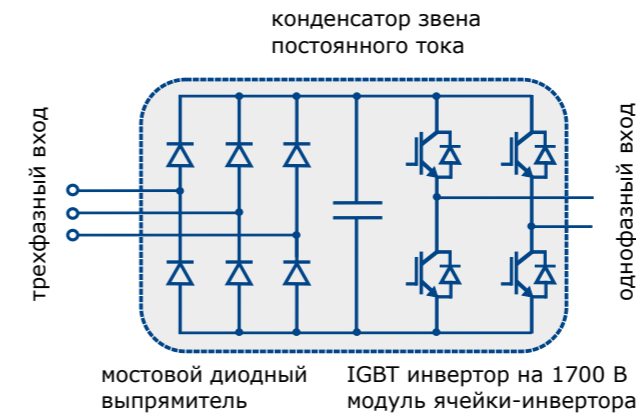 конденсатор звена
постоянного тока
трехфазный вход
однофазный вход
мостовой диодный
выпрямитель
IGBT инвертор на 1700 В
модуль ячейки-инвертора